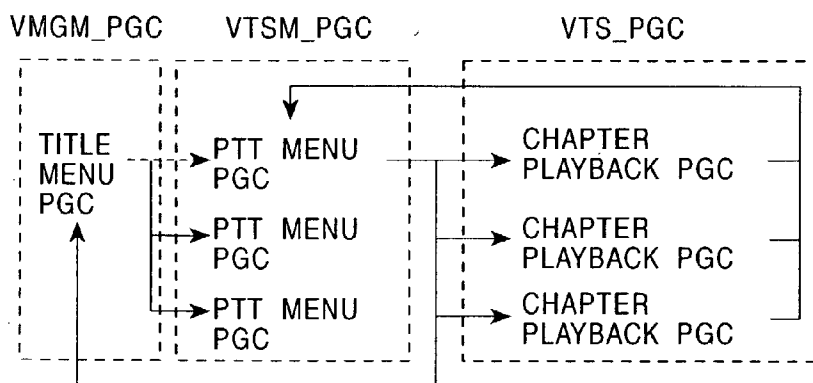 VMGM_PGC
VTSM_PGC
VTS_PGC
TITLE
MENU
PGC
PTT MENU
PGC
PTT MENU
PGC
PTT MENU
PGC
CHAPTER
PLAYBACK PGC
CHAPTER
PLAYBACK PGC
CHAPTER
PLAYBACK PGC